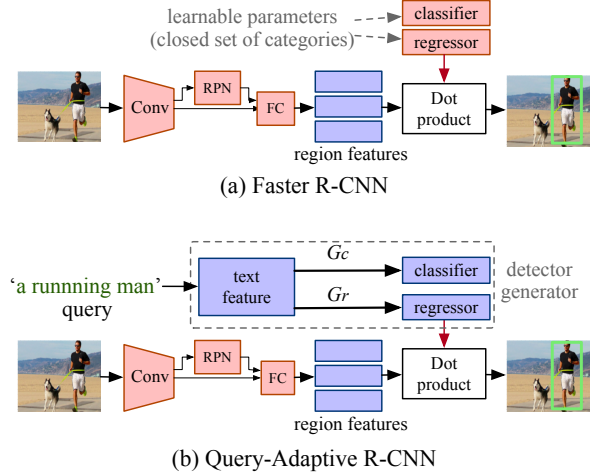 learnable parameters
(closed set of categories)
classifier
regressor
Conv
RPN
FC
region features
Dot
product
(a) Faster R-CNN
'a runnning man'
query
text
feature
Gc
Gr
classifier
regressor
detector
generator
Conv
RPN
FC
region features
Dot
product
(b) Query-Adaptive R-CNN